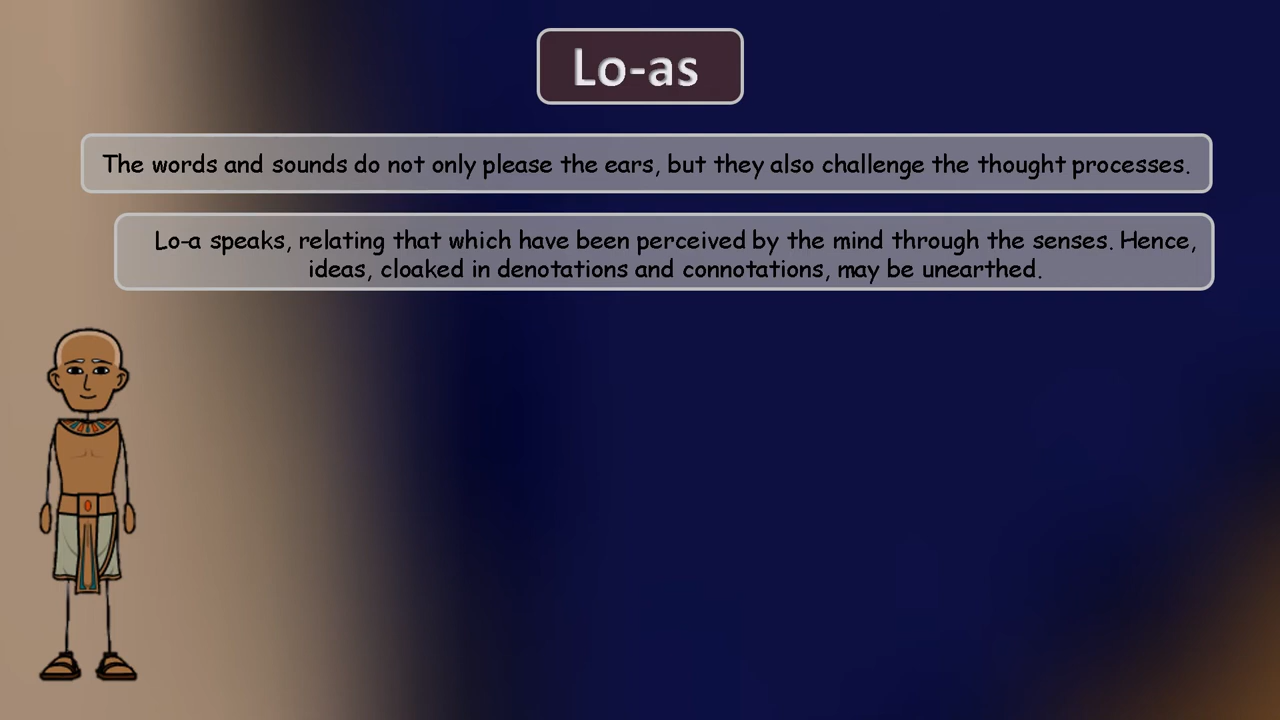 Lo-as
The words and sounds do not only please the ears, but they also challenge the thought processes.
Lo-a speaks, relating that which have been perceived by the mind through the senses. Hence,
ideas, cloaked in denotations and connotations, may be unearthed.